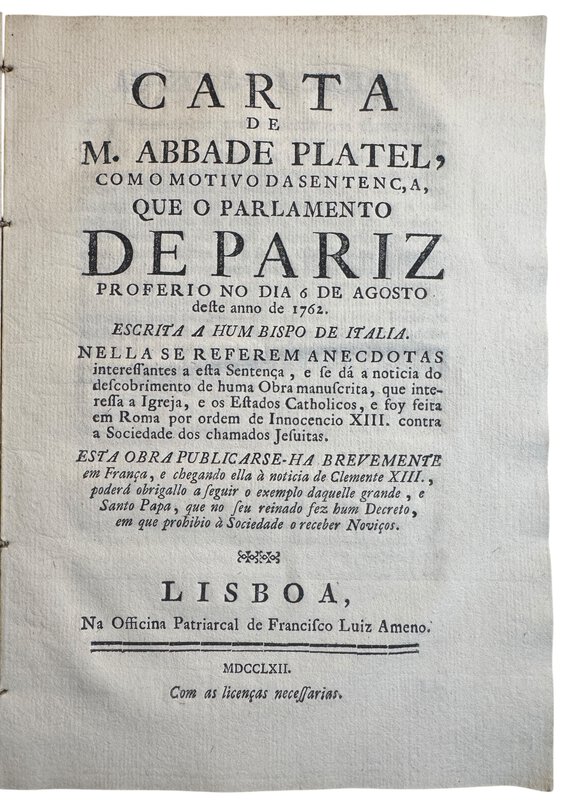 CARTA
DE
M. ABBADE PLATEL,
COM O MOTIVO DA SENTENC,A,
QUE O PARLAMENTO
DE PARIZ
PROFERIO NO DIA 6 DE AGOSTO
deſte anno de 1762.
ESCRITA A HUM BISPO DE ITALIA.
NELLA SE REFEREM ANECDOTAS
intereſſantes a eſta Sentença, e ſe dá a noticia do
deſcobrimento de huma Obra manuſcrita, que inte-
reſſa a Igreja, e os Eſtados Catholicos, e foy feita
em Roma por ordem de Innocencio XIII. contra
a Sociedade dos chamados Jeſuitas.
ESTA OBRA PUBLICARSE-HA BREVEMENTE
em França, e chegando ella à noticia de Clemente XIII.,
poderá obrigallo a ſeguir o exemplo daquelle grande, e
Santo Papa, que no ſeu reinado fez hum Decreto,
em que prohibio à Sociedade o receber Noviços.
LISBOA,
Na Officina Patriarcal de Franciſco Luiz Ameno.
MDCCLXII.
Com as licenças neceſſarias.